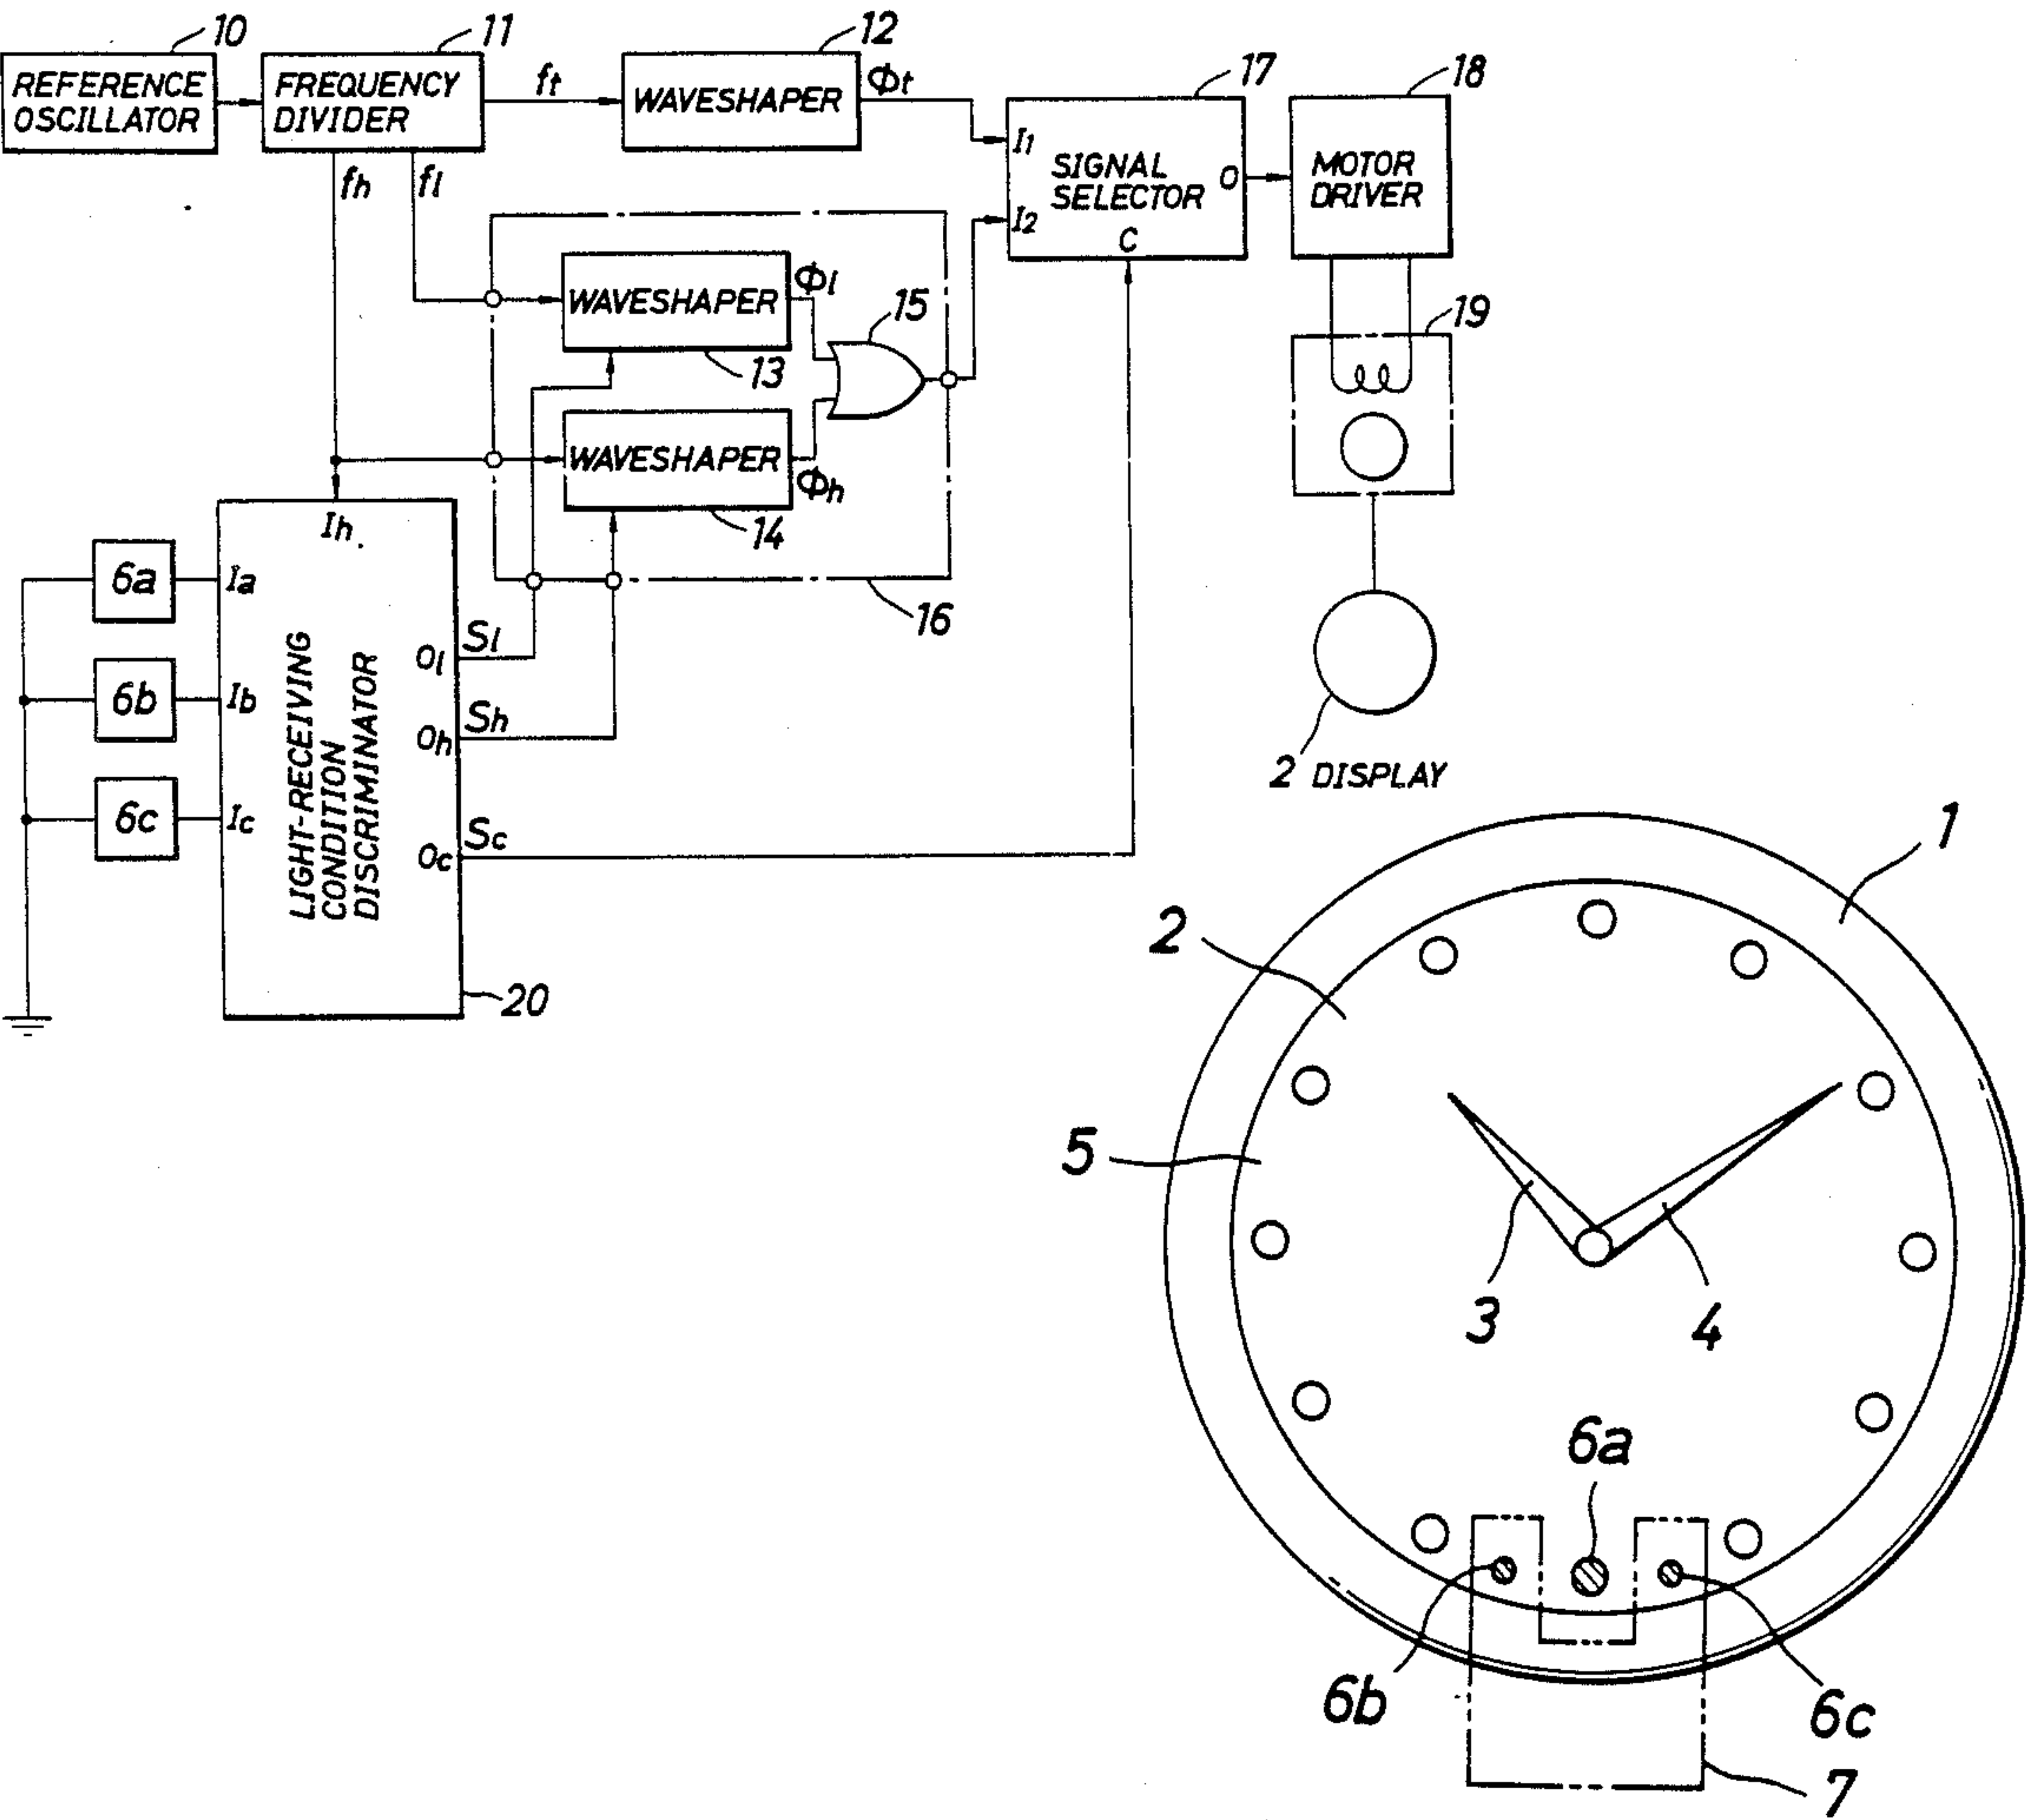 10
11
12
17
18
REFERENCE
OSCILLATOR
FREQUENCY
DIVIDER
ft
WAVESHAPER
Φt
I1
I2
SIGNAL
SELECTOR
O
C
MOTOR
DRIVER
fh
fl
WAVESHAPER
Φl
13
15
19
WAVESHAPER
Φh
14
16
Ih
6a
Ia
6b
Ib
6c
Ic
LIGHT-RECEIVING
CONDITION
DISCRIMINATOR
Ol
Sl
Oh
Sh
Oc
Sc
20
2 DISPLAY
1
2
5
3
4
6a
6b
6c
7